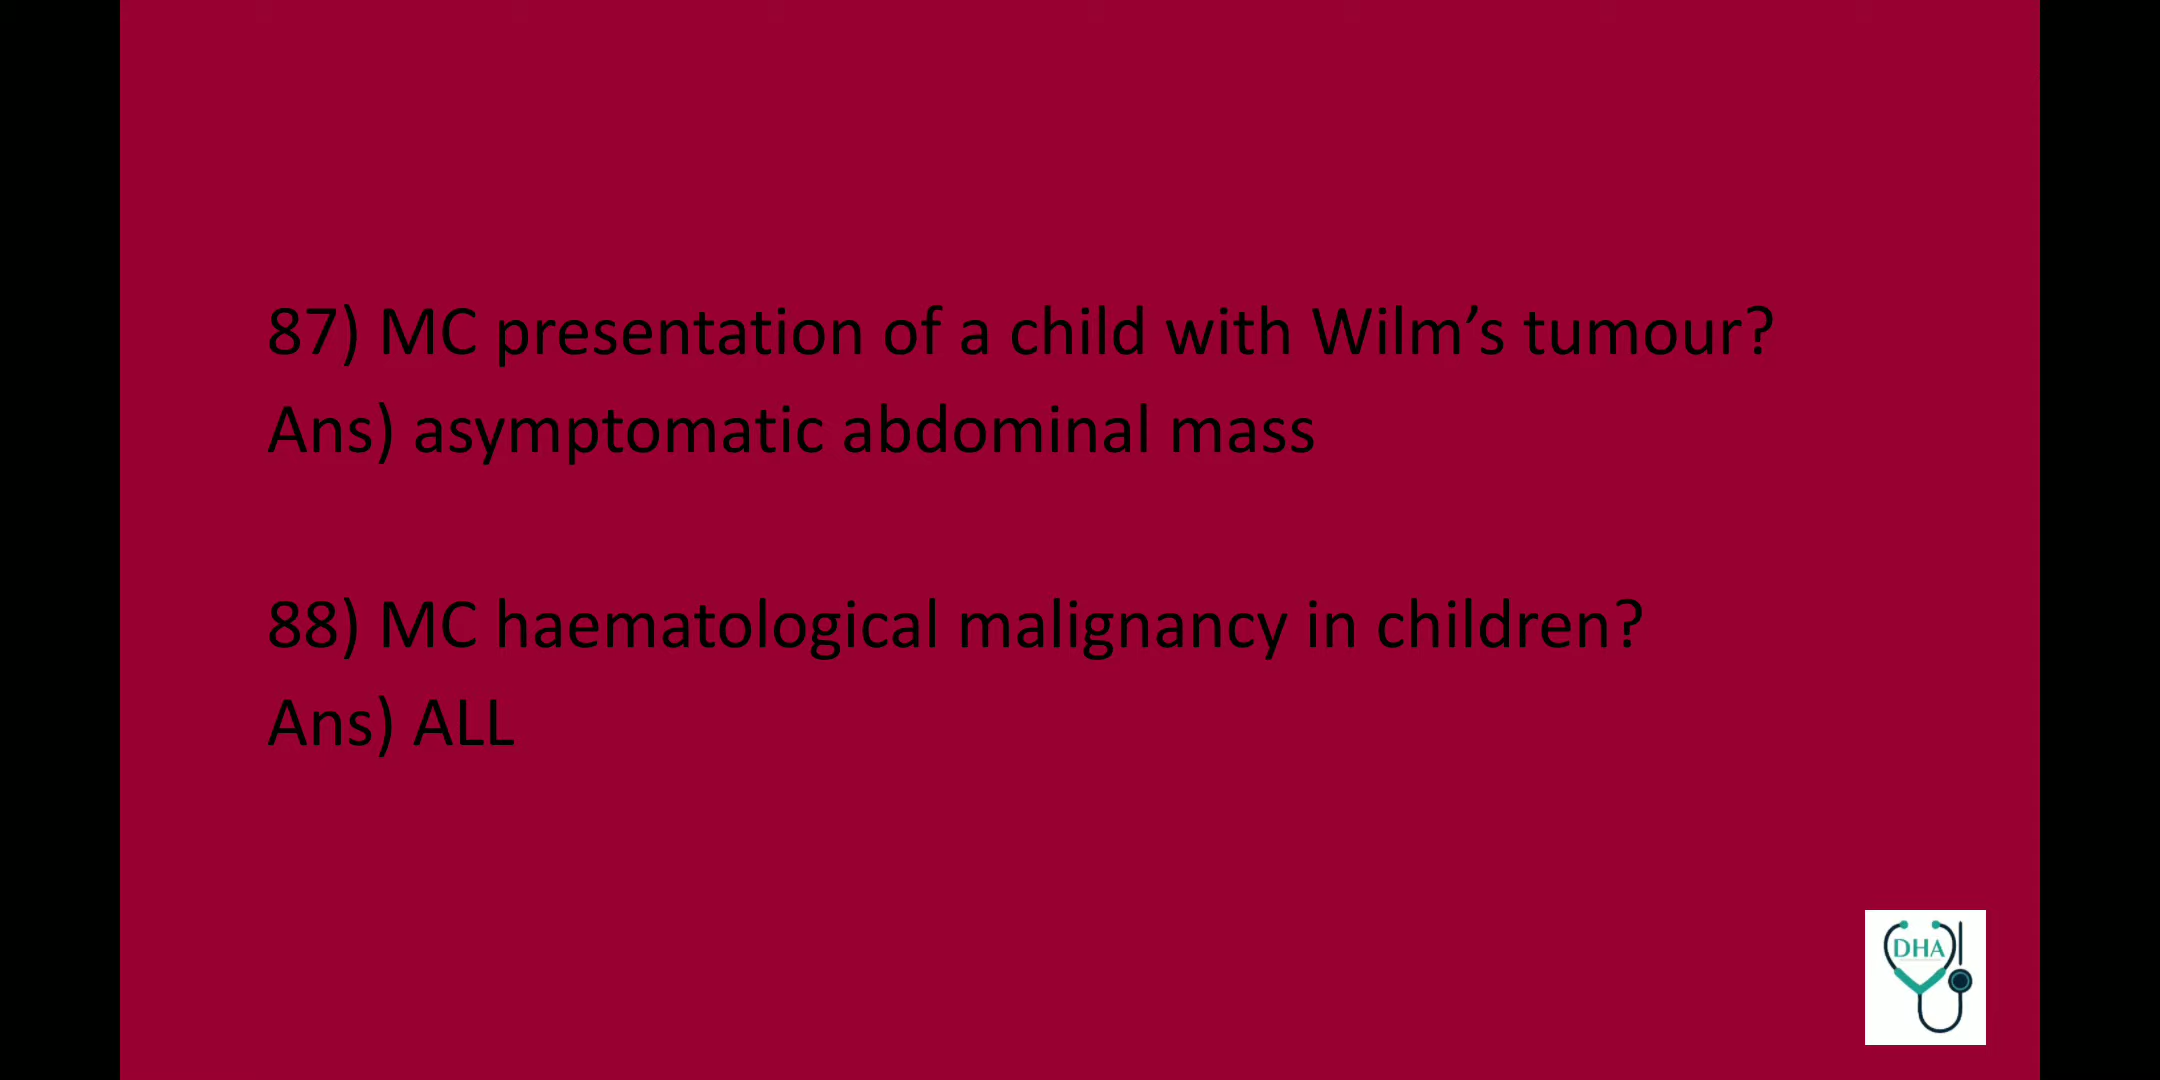 87) MC presentation of a child with Wilm’s tumour?
Ans) asymptomatic abdominal mass
88) MC haematological malignancy in children?
Ans) ALL
DHA